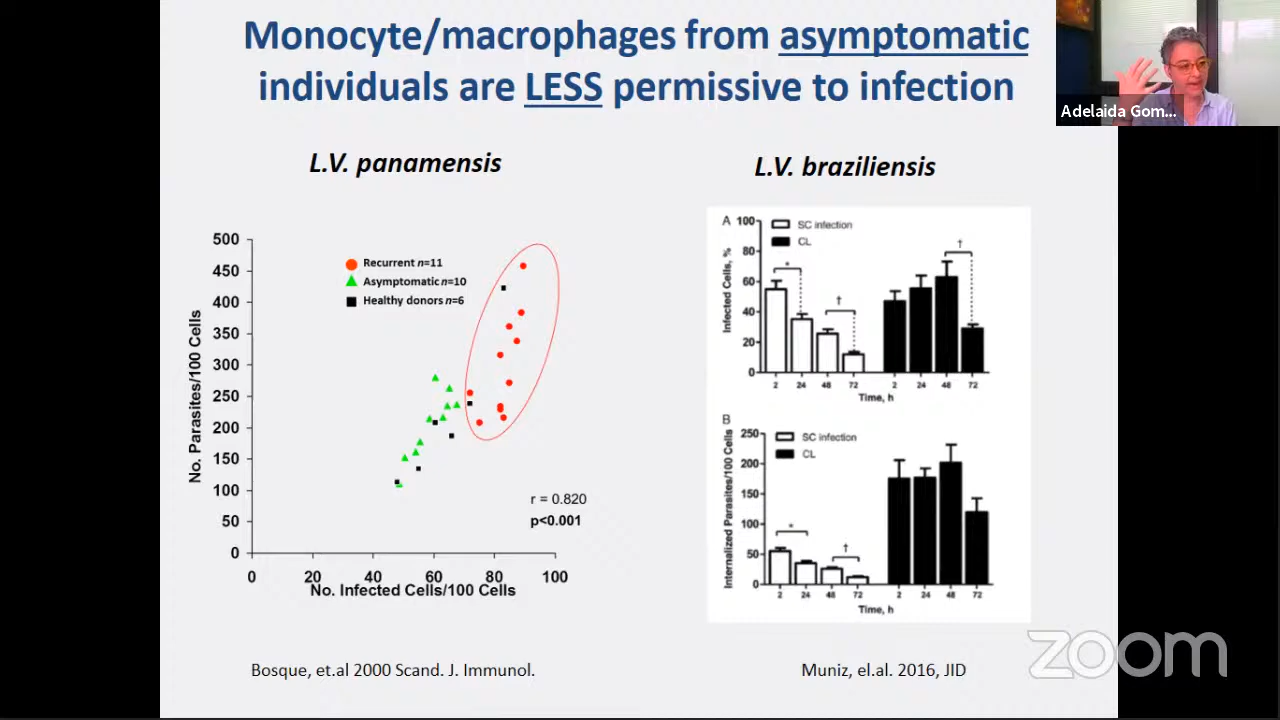 Monocyte/macrophages from asymptomatic
individuals are LESS permissive to infection
Adelaida Gom...
L.V. panamensis
L.V. braziliensis
500
450
400
350
300
250
200
150
100
50
0
No. Parasites/100 Cells
Recurrent n=11
Asymptomatic n=10
Healthy donors n=6
r = 0.820
p<0.001
0 20 40 60 80 100
No. Infected Cells/100 Cells
A
100
80
60
40
20
0
Infected Cells, %
SC infection
CL
*
†
†
2 24 48 72 2 24 48 72
Time, h
B
250
200
150
100
50
0
Internalized Parasites/100 Cells
SC infection
CL
*
†
2 24 48 72 2 24 48 72
Time, h
Bosque, et.al 2000 Scand. J. Immunol.
Muniz, el.al. 2016, JID
zoom